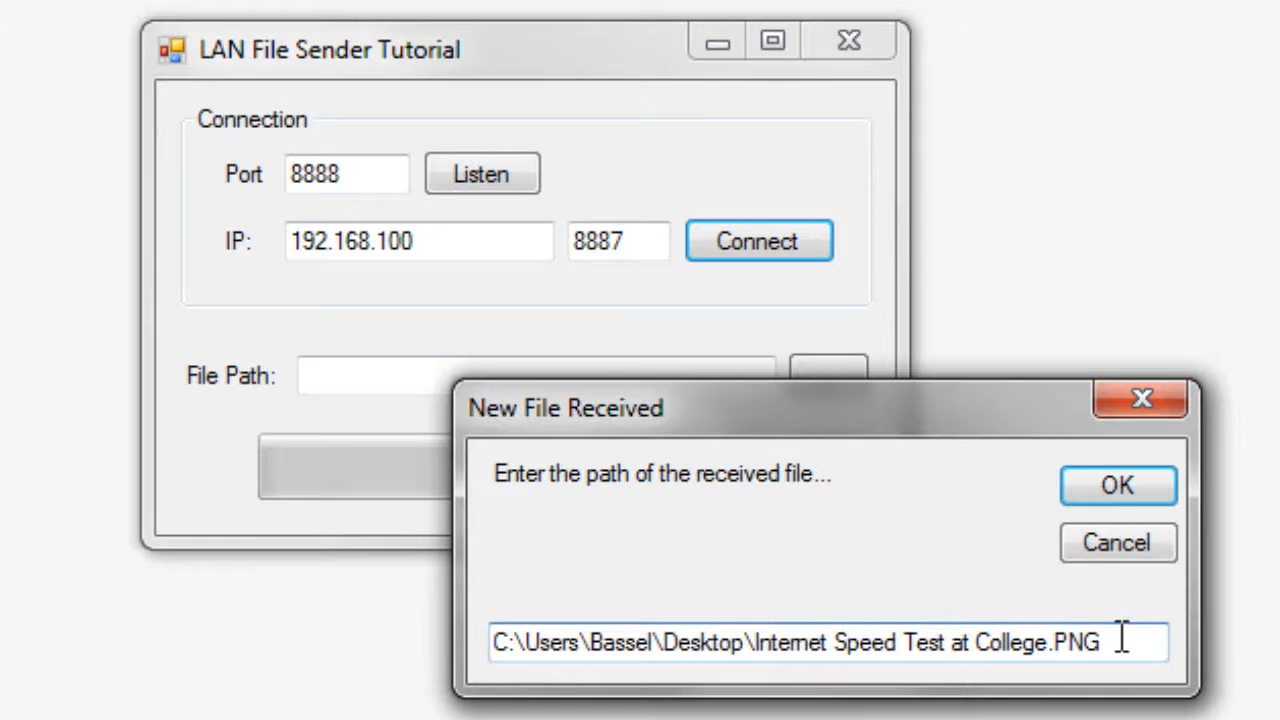 LAN File Sender Tutorial
Connection
Port 8888 Listen
IP: 192.168.100 8887 Connect
File Path:
New File Received
Enter the path of the received file...
OK
Cancel
C:\Users\Bassel\Desktop\Internet Speed Test at College.PNG